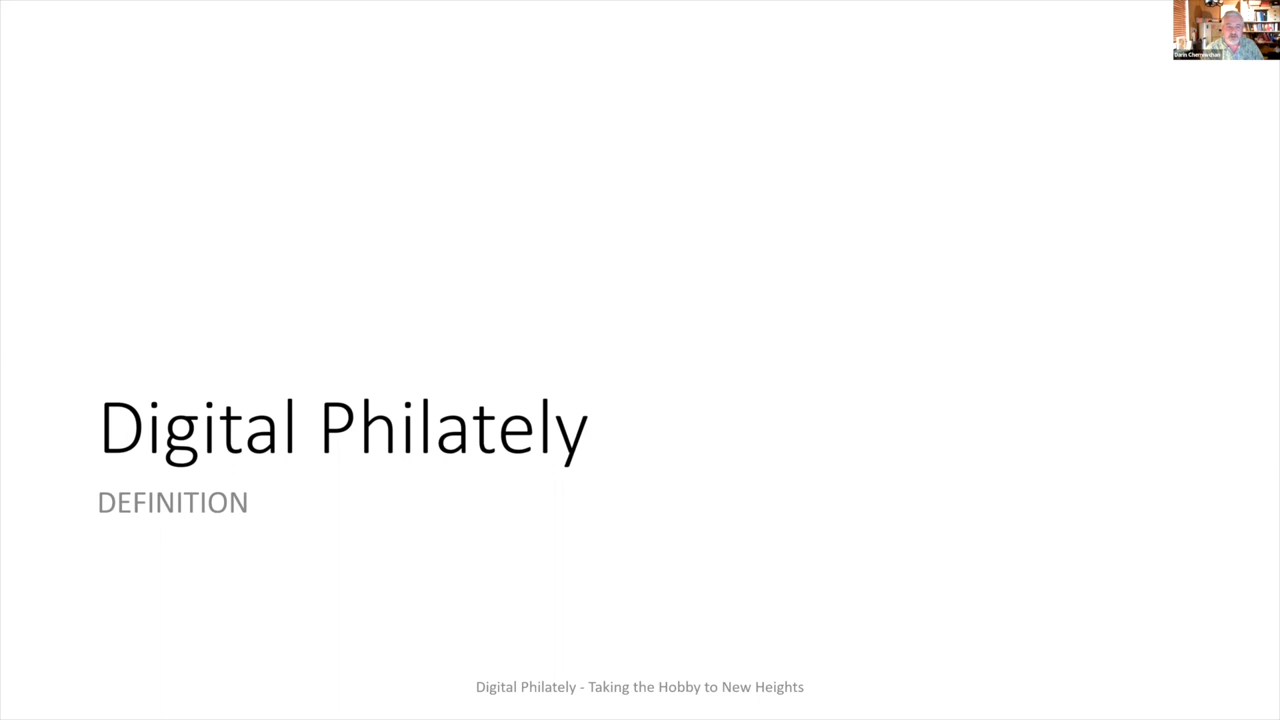 Digital Philately
DEFINITION
Digital Philately - Taking the Hobby to New Heights